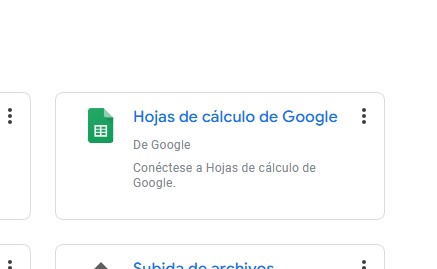 Hojas de cálculo de Google
De Google
Conéctese a Hojas de cálculo de
Google.
Subida de archivos